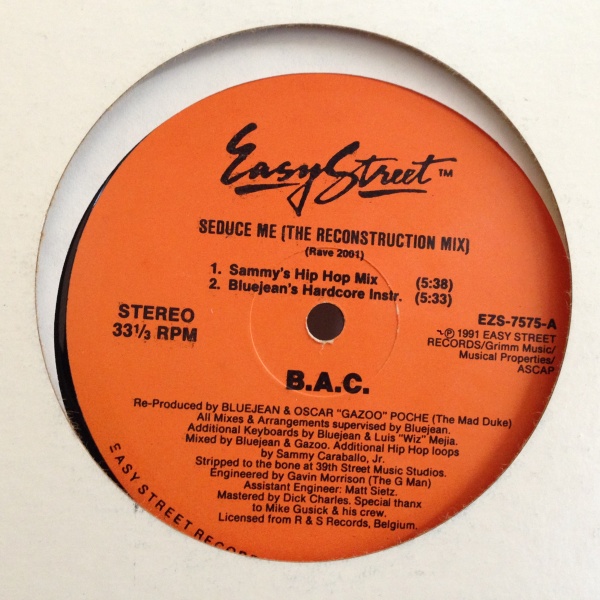 Easy Street ™
SEDUCE ME (THE RECONSTRUCTION MIX)
(Rave 2001)
1. Sammy's Hip Hop Mix (5:38)
2. Bluejean's Hardcore Instr. (5:33)
STEREO
33⅓ RPM
EZS-7575-A
℗ 1991 EASY STREET
RECORDS/Grimm Music/
Musical Properties/
ASCAP
B.A.C.
Re-Produced by BLUEJEAN & OSCAR "GAZOO" POCHE (The Mad Duke)
All Mixes & Arrangements supervised by Bluejean.
Additional Keyboards by Bluejean & Luis "Wiz" Mejia.
Mixed by Bluejean & Gazoo. Additional Hip Hop loops
by Sammy Caraballo, Jr.
Stripped to the bone at 39th Street Music Studios.
Engineered by Gavin Morrison (The G Man)
Assistant Engineer: Matt Sietz.
Mastered by Dick Charles. Special thanx
to Mike Gusick & his crew.
Licensed from R & S Records, Belgium.
EASY STREET RECOR